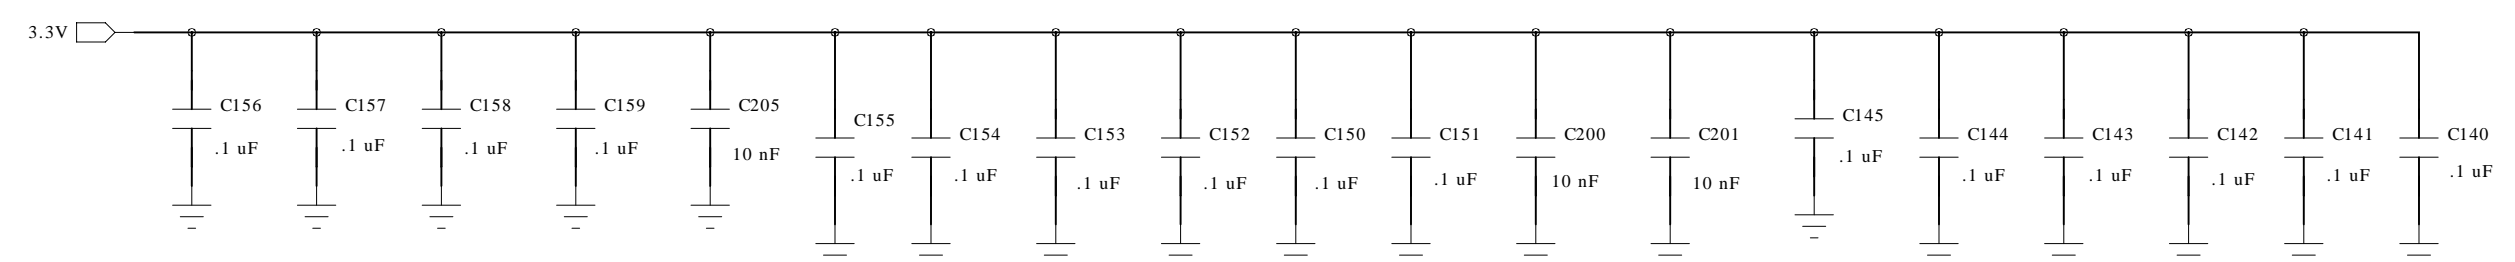 3.3V
C156
.1 uF
C157
.1 uF
C158
.1 uF
C159
.1 uF
C205
10 nF
C155
.1 uF
C154
.1 uF
C153
.1 uF
C152
.1 uF
C150
.1 uF
C151
.1 uF
C200
10 nF
C201
10 nF
C145
.1 uF
C144
.1 uF
C143
.1 uF
C142
.1 uF
C141
.1 uF
C140
.1 uF